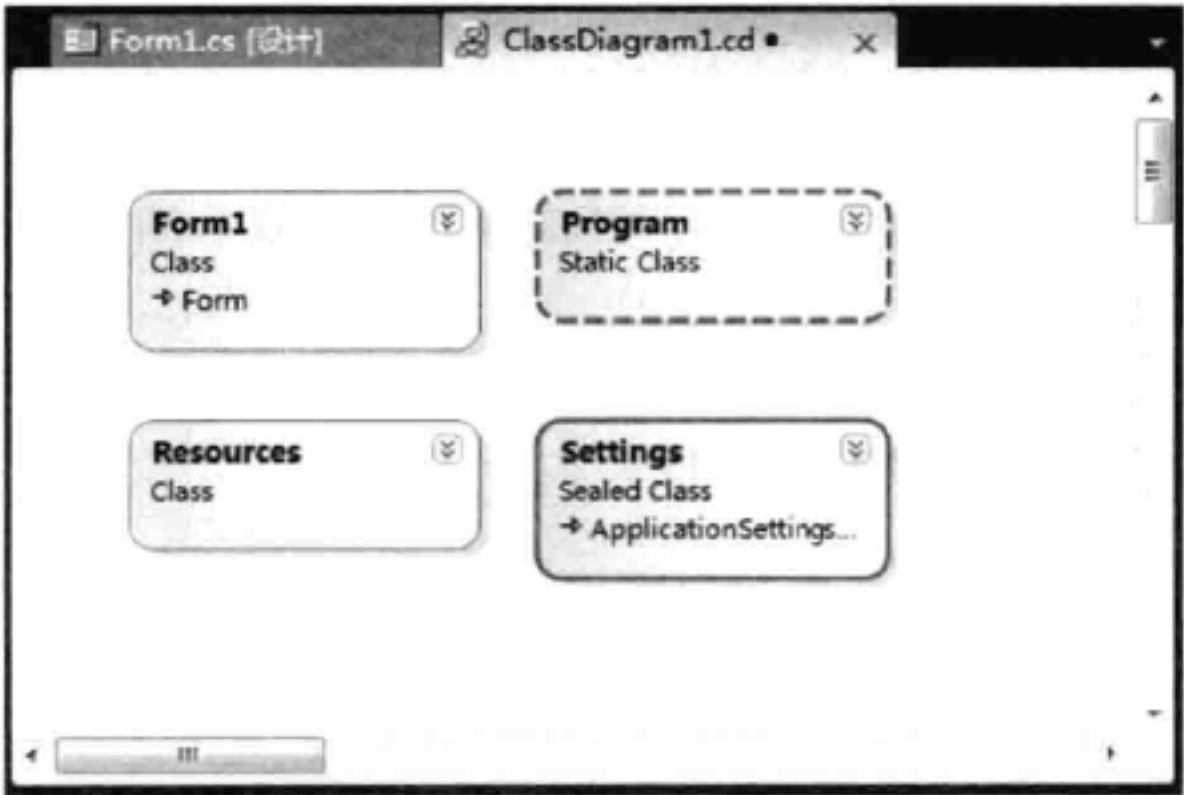 Form1.cs [设计]
ClassDiagram1.cd
Form1
Class
Form
Program
Static Class
Resources
Class
Settings
Sealed Class
ApplicationSettings...